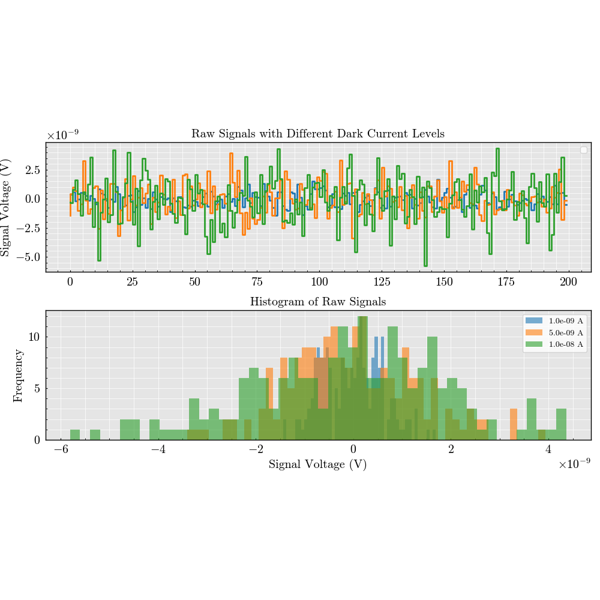 Raw Signals with Different Dark Current Levels
×10⁻⁹
Signal Voltage (V)
2.5
0.0
−2.5
−5.0
0 25 50 75 100 125 150 175 200
Histogram of Raw Signals
Frequency
10
5
0
1.0e-09 A
5.0e-09 A
1.0e-08 A
−6 −4 −2 0 2 4
Signal Voltage (V)
×10⁻⁹